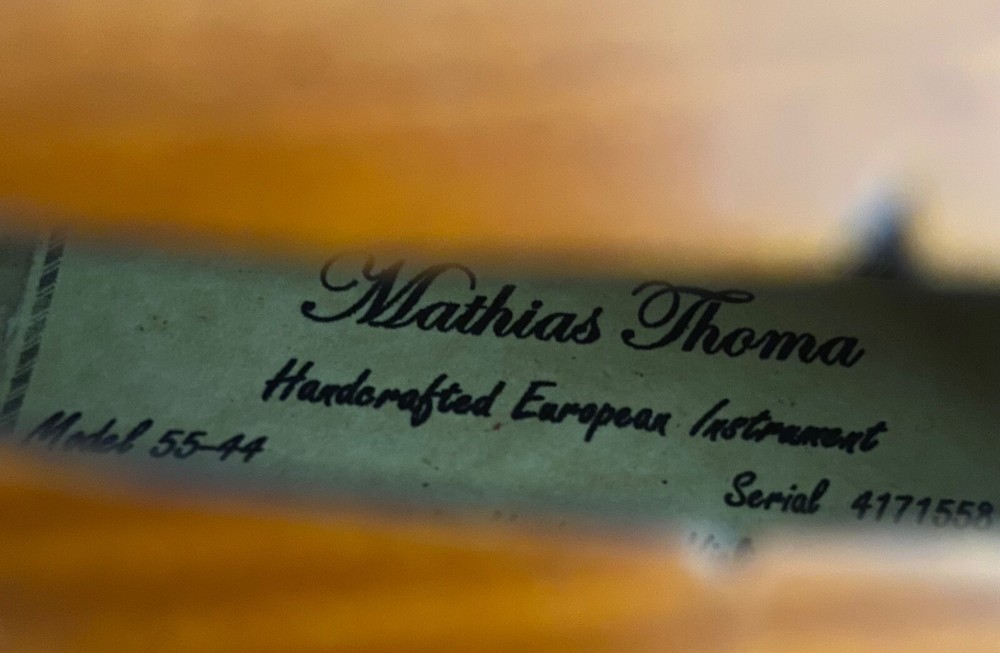 Mathias Thoma
Handcrafted European Instrument
Model 55-44
Serial 4171558